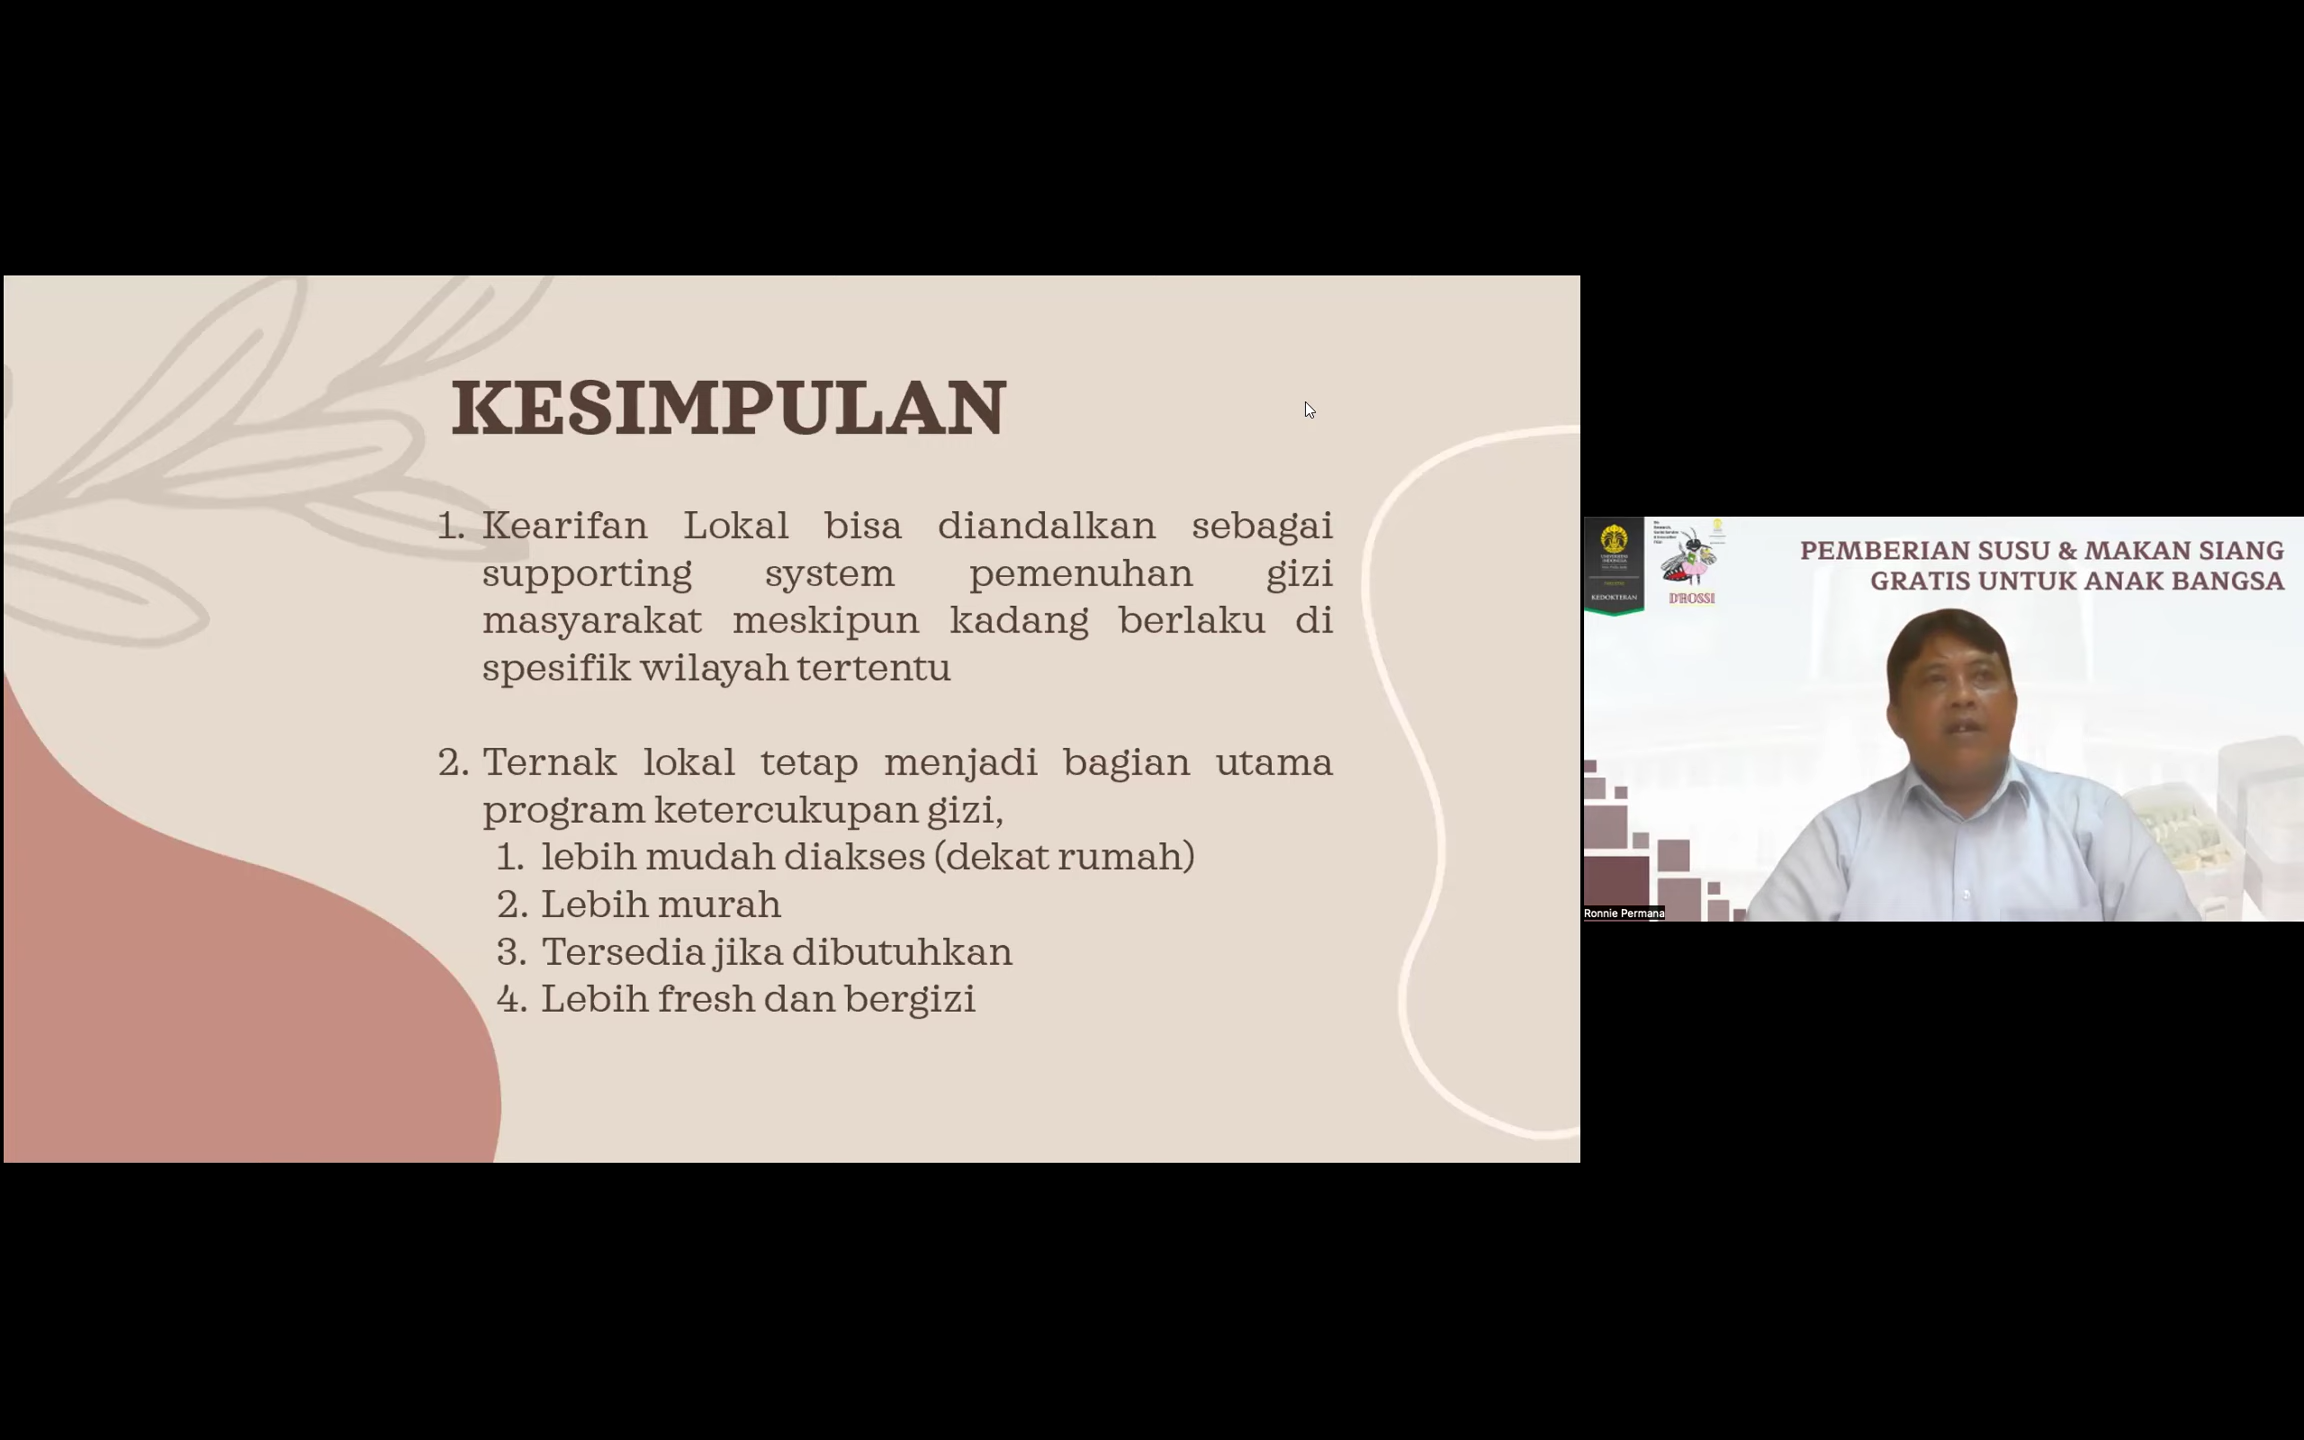 KESIMPULAN
1. Kearifan Lokal bisa diandalkan sebagai
supporting system pemenuhan gizi
masyarakat meskipun kadang berlaku di
spesifik wilayah tertentu
2. Ternak lokal tetap menjadi bagian utama
program ketercukupan gizi,
1. lebih mudah diakses (dekat rumah)
2. Lebih murah
3. Tersedia jika dibutuhkan
4. Lebih fresh dan bergizi
UNIVERSITAS
INDONESIA
KEDOKTERAN
D'ROSSI
PEMBERIAN SUSU & MAKAN SIANG
GRATIS UNTUK ANAK BANGSA
Ronnie Permana